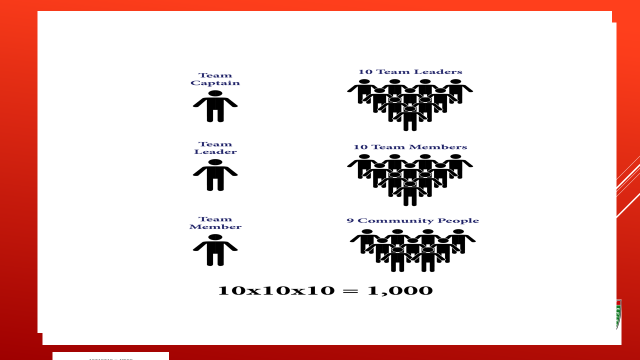 Team
Captain
10 Team Leaders
Team
Leader
10 Team Members
Team
Member
9 Community People
10x10x10 = 1,000